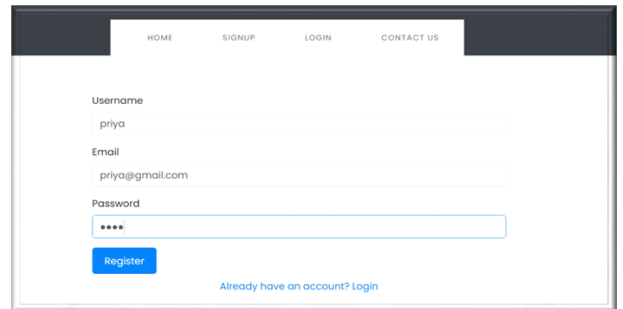 HOME SIGNUP LOGIN CONTACT US
Username
priya
Email
priya@gmail.com
Password
••••
Register
Already have an account? Login